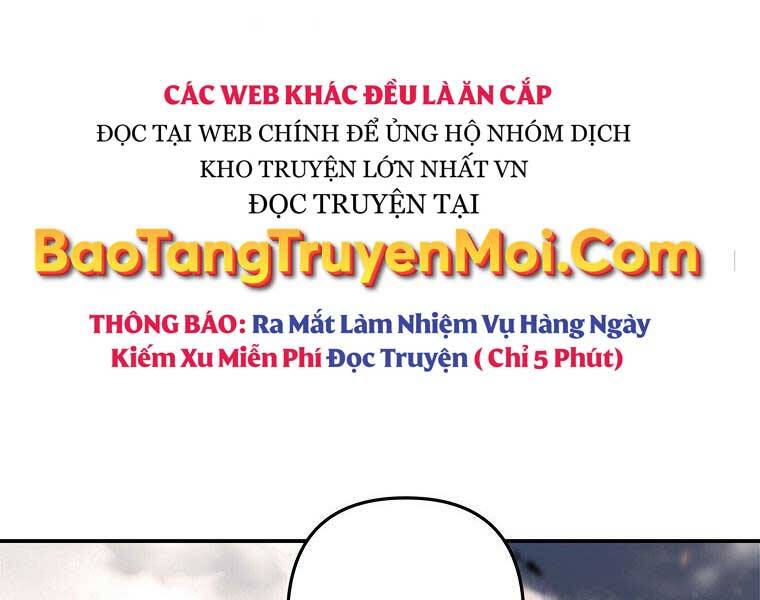 CÁC WEB KHÁC ĐỀU LÀ ĂN CẮP
ĐỌC TẠI WEB CHÍNH ĐỂ ỦNG HỘ NHÓM DỊCH
KHO TRUYỆN LỚN NHẤT VN
ĐỌC TRUYỆN TẠI
BaoTangTruyenMoi.Com
THÔNG BÁO: Ra Mắt Làm Nhiệm Vụ Hàng Ngày
Kiếm Xu Miễn Phí Đọc Truyện ( Chỉ 5 Phút)